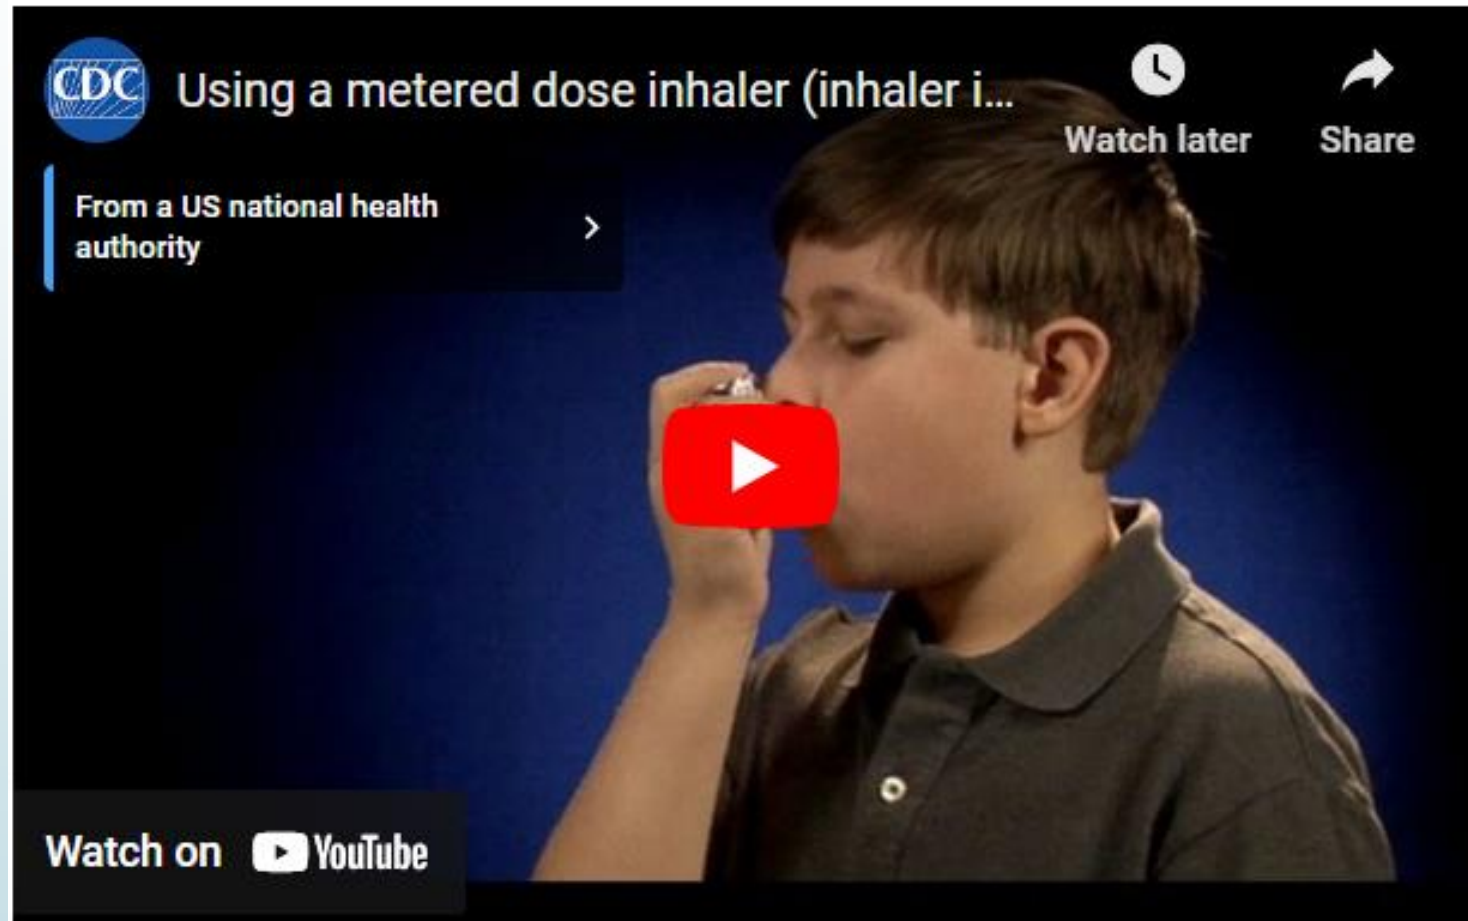 CDC
Using a metered dose inhaler (inhaler i...
Watch later
Share
From a US national health
authority
Watch on YouTube